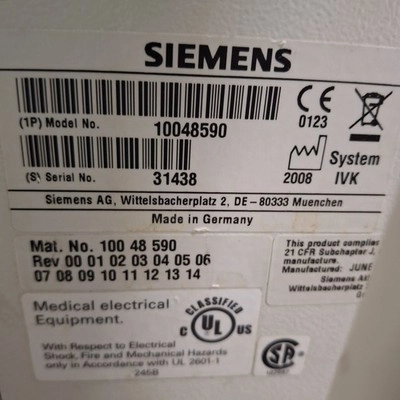 SIEMENS
(1P) Model No. 10048590
0123
(S) Serial No. 31438
2008
System
IVK
Siemens AG, Wittelsbacherplatz 2, DE-80333 Muenchen
Made in Germany
Mat. No. 100 48 590
Rev 00 01 02 03 04 05 06
07 08 09 10 11 12 13 14
This product complies
21 CFR Subchapter J,
manufacture.
Manufactured: JUNE
Siemens
Wittelsbacherplatz
Medical electrical
Equipment.
CLASSIFIED
C UL US
With Respect to Electrical
Shock, Fire and Mechanical Hazards
only in Accordance with UL 2601-1
245B